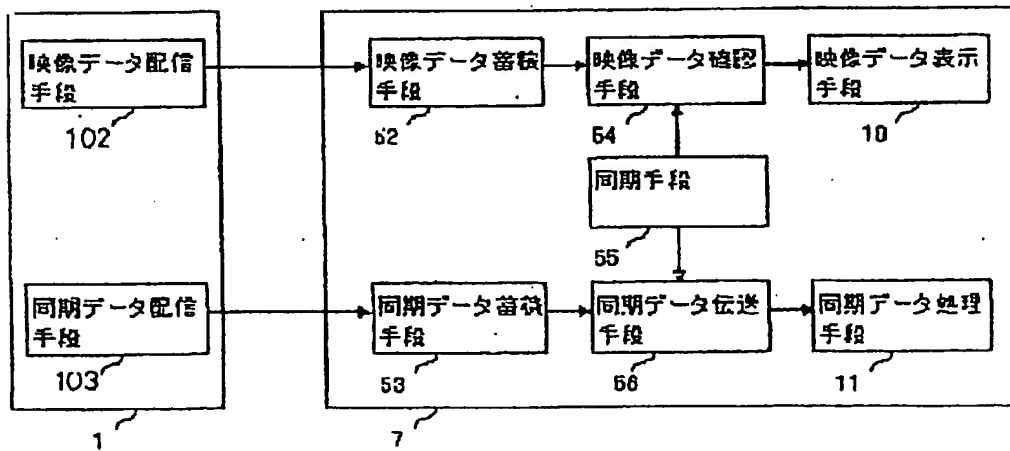 映像データ配信
手段
102
映像データ蓄積
手段
52
映像データ確認
手段
54
映像データ表示
手段
10
同期手段
55
同期データ配信
手段
103
同期データ蓄積
手段
53
同期データ伝送
手段
56
同期データ処理
手段
11
1
7